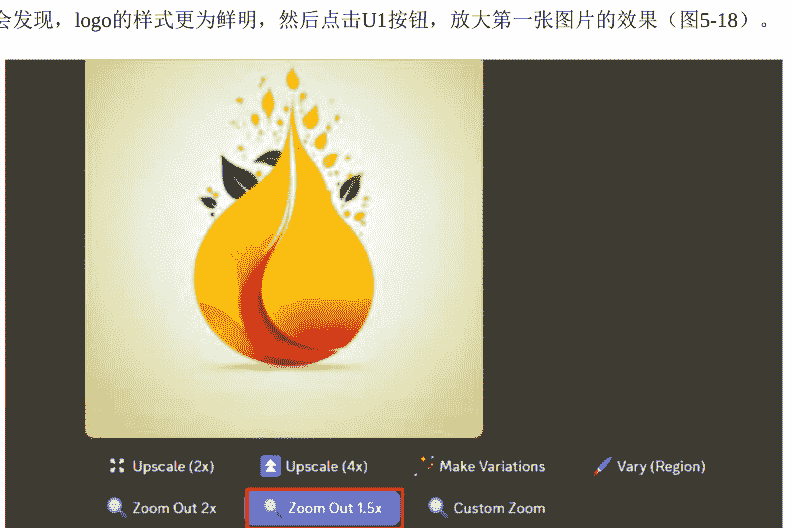 会发现，logo的样式更为鲜明，然后点击U1按钮，放大第一张图片的效果（图5-18）。
Upscale (2x) Upscale (4x) Make Variations Vary (Region)
Zoom Out 2x Zoom Out 1.5x Custom Zoom